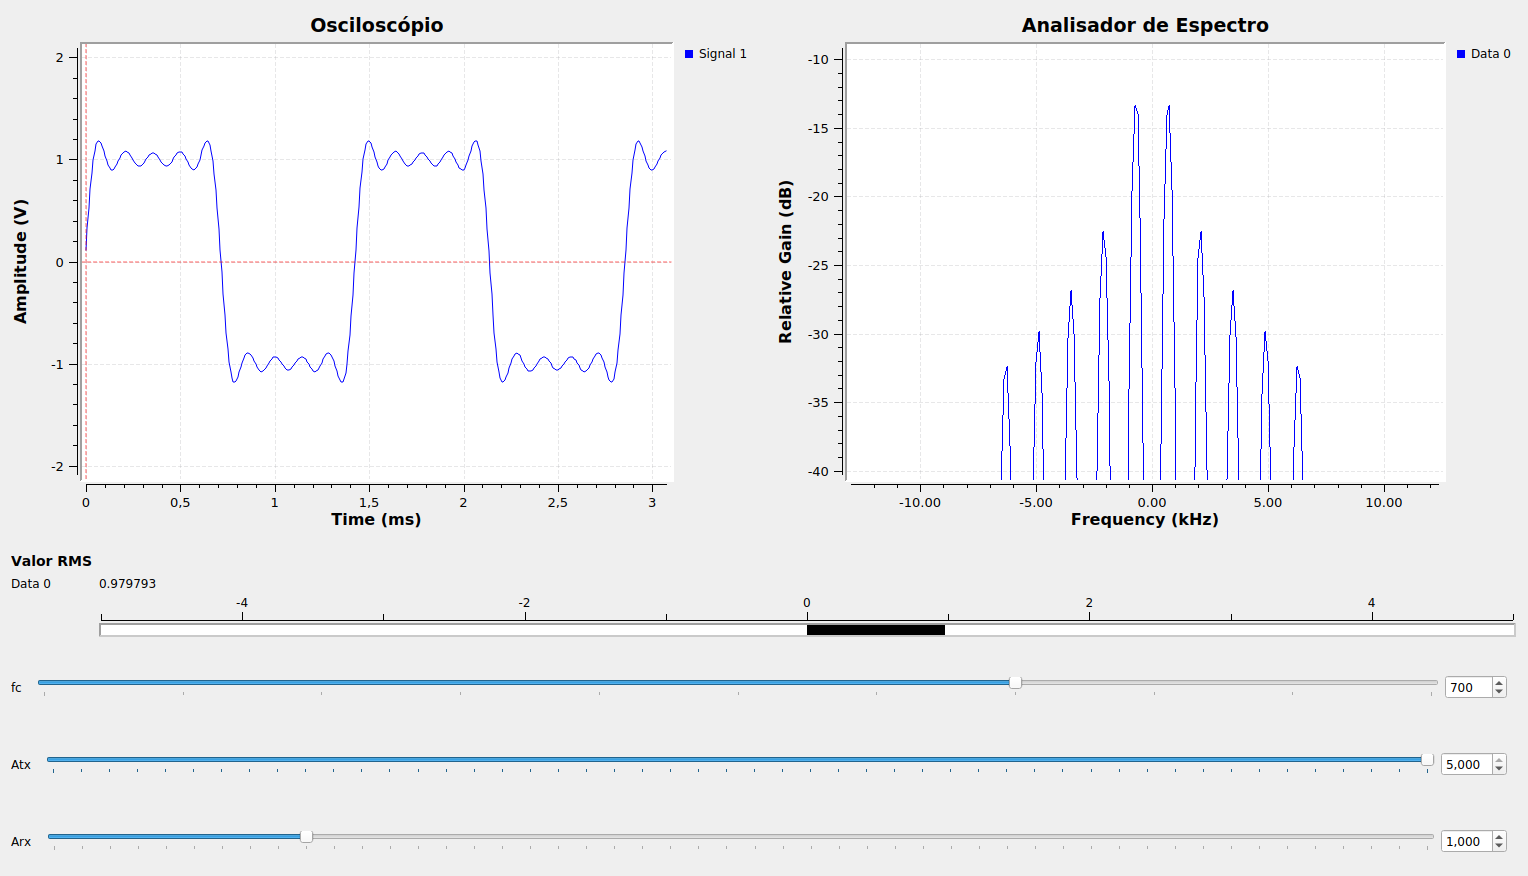 Osciloscópio
Signal 1
Amplitude (V)
2
1
0
-1
-2
0 0,5 1 1,5 2 2,5 3
Time (ms)
Analisador de Espectro
Data 0
Relative Gain (dB)
-10
-15
-20
-25
-30
-35
-40
-10.00 -5.00 0.00 5.00 10.00
Frequency (kHz)
Valor RMS
Data 0 0.979793
-4 -2 0 2 4
fc 700
Atx 5,000
Arx 1,000